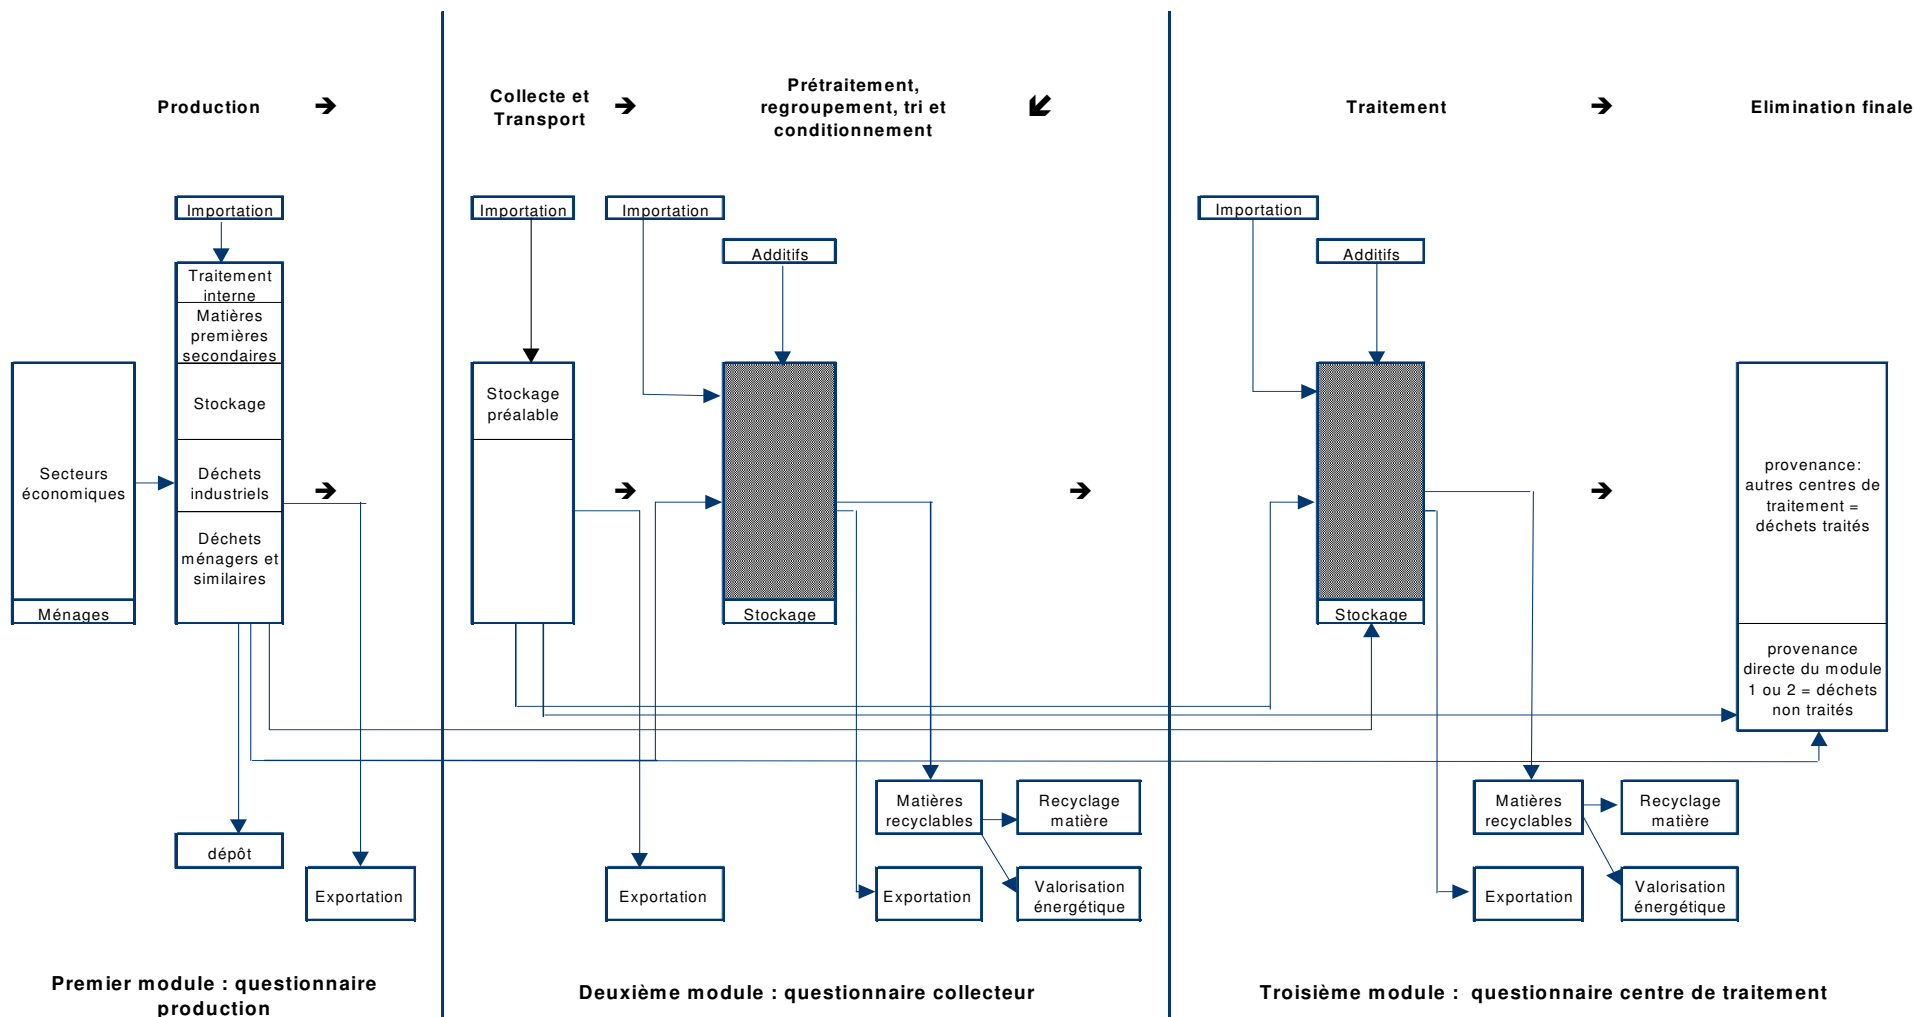 Production
Collecte et
Transport
Prétraitement,
regroupement, tri et
conditionnement
Traitement
Elimination finale
Importation
Importation
Importation
Importation
Additifs
Additifs
Traitement
interne
Matières
premières
secondaires
Stockage
Déchets
industriels
Déchets
ménagers et
similaires
Secteurs
économiques
Ménages
Stockage
préalable
Stockage
Stockage
provenance:
autres centres de
traitement =
déchets traités
provenance
directe du module
1 ou 2 = déchets
non traités
dépôt
Exportation
Exportation
Matières
recyclables
Recyclage
matière
Exportation
Valorisation
énergétique
Matières
recyclables
Recyclage
matière
Exportation
Valorisation
énergétique
Premier module : questionnaire
production
Deuxième module : questionnaire collecteur
Troisième module : questionnaire centre de traitement